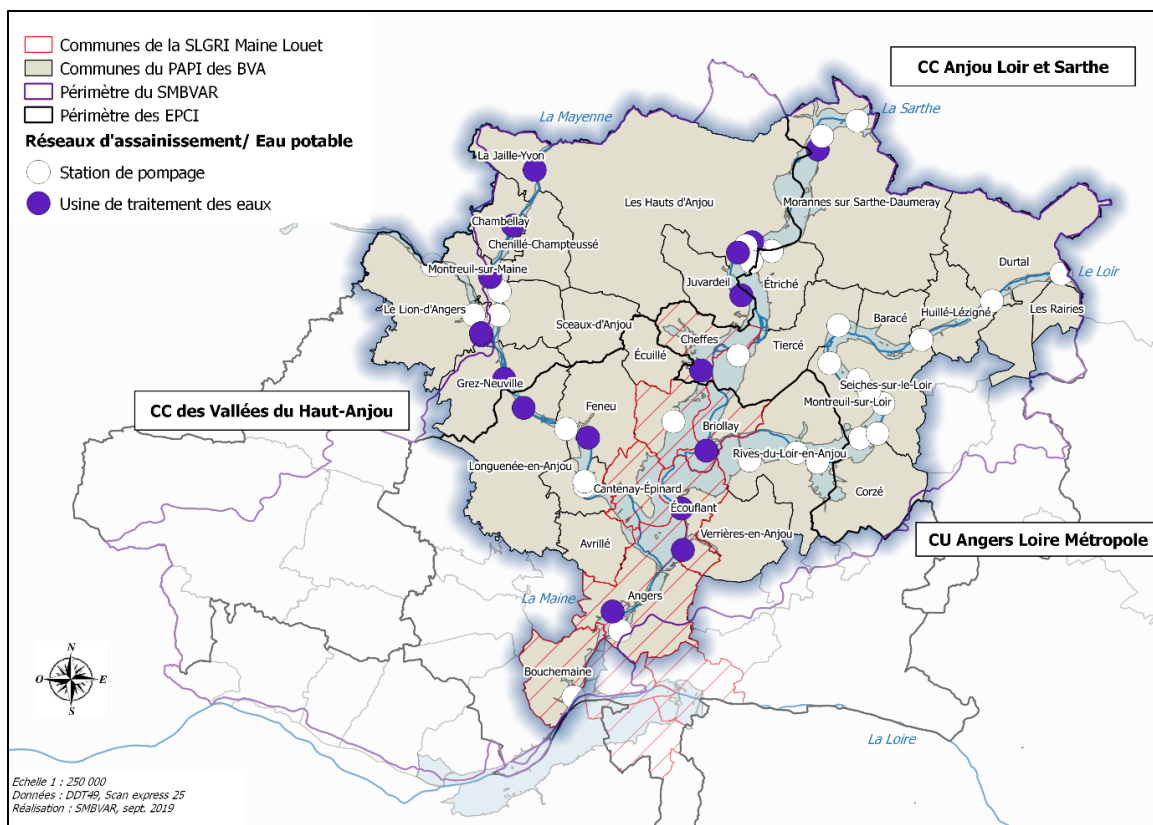 Communes de la SLGRI Maine Louet
Communes du PAPI des BVA
Périmètre du SMBVAR
Périmètre des EPCI
Réseaux d'assainissement/ Eau potable
Station de pompage
Usine de traitement des eaux
CC Anjou Loir et Sarthe
La Sarthe
La Mayenne
La Jaille-Yvon
Les Hauts d'Anjou
Morannes sur Sarthe-Daumeray
Chambellay
Chenillé-Champteussé
Durtal
Montreuil-sur-Maine
Juvardeil
Étriché
Le Loir
Huillé-Lézigné
Les Rairies
Le Lion-d'Angers
Baracé
Sceaux-d'Anjou
Cheffes
Tiercé
Écuillé
Grez-Neuville
Seiches-sur-le-Loir
CC des Vallées du Haut-Anjou
Feneu
Montreuil-sur-Loir
Briollay
Rives-du-Loir-en-Anjou
Longuenée-en-Anjou
Cantenay-Épinard
Corzé
Écouflant
Verrières-en-Anjou
CU Angers Loire Métropole
Avrillé
La Maine
Angers
Bouchemaine
N
O
E
S
La Loire
Echelle 1 : 250 000
Données : DDT49, Scan express 25
Réalisation : SMBVAR, sept. 2019